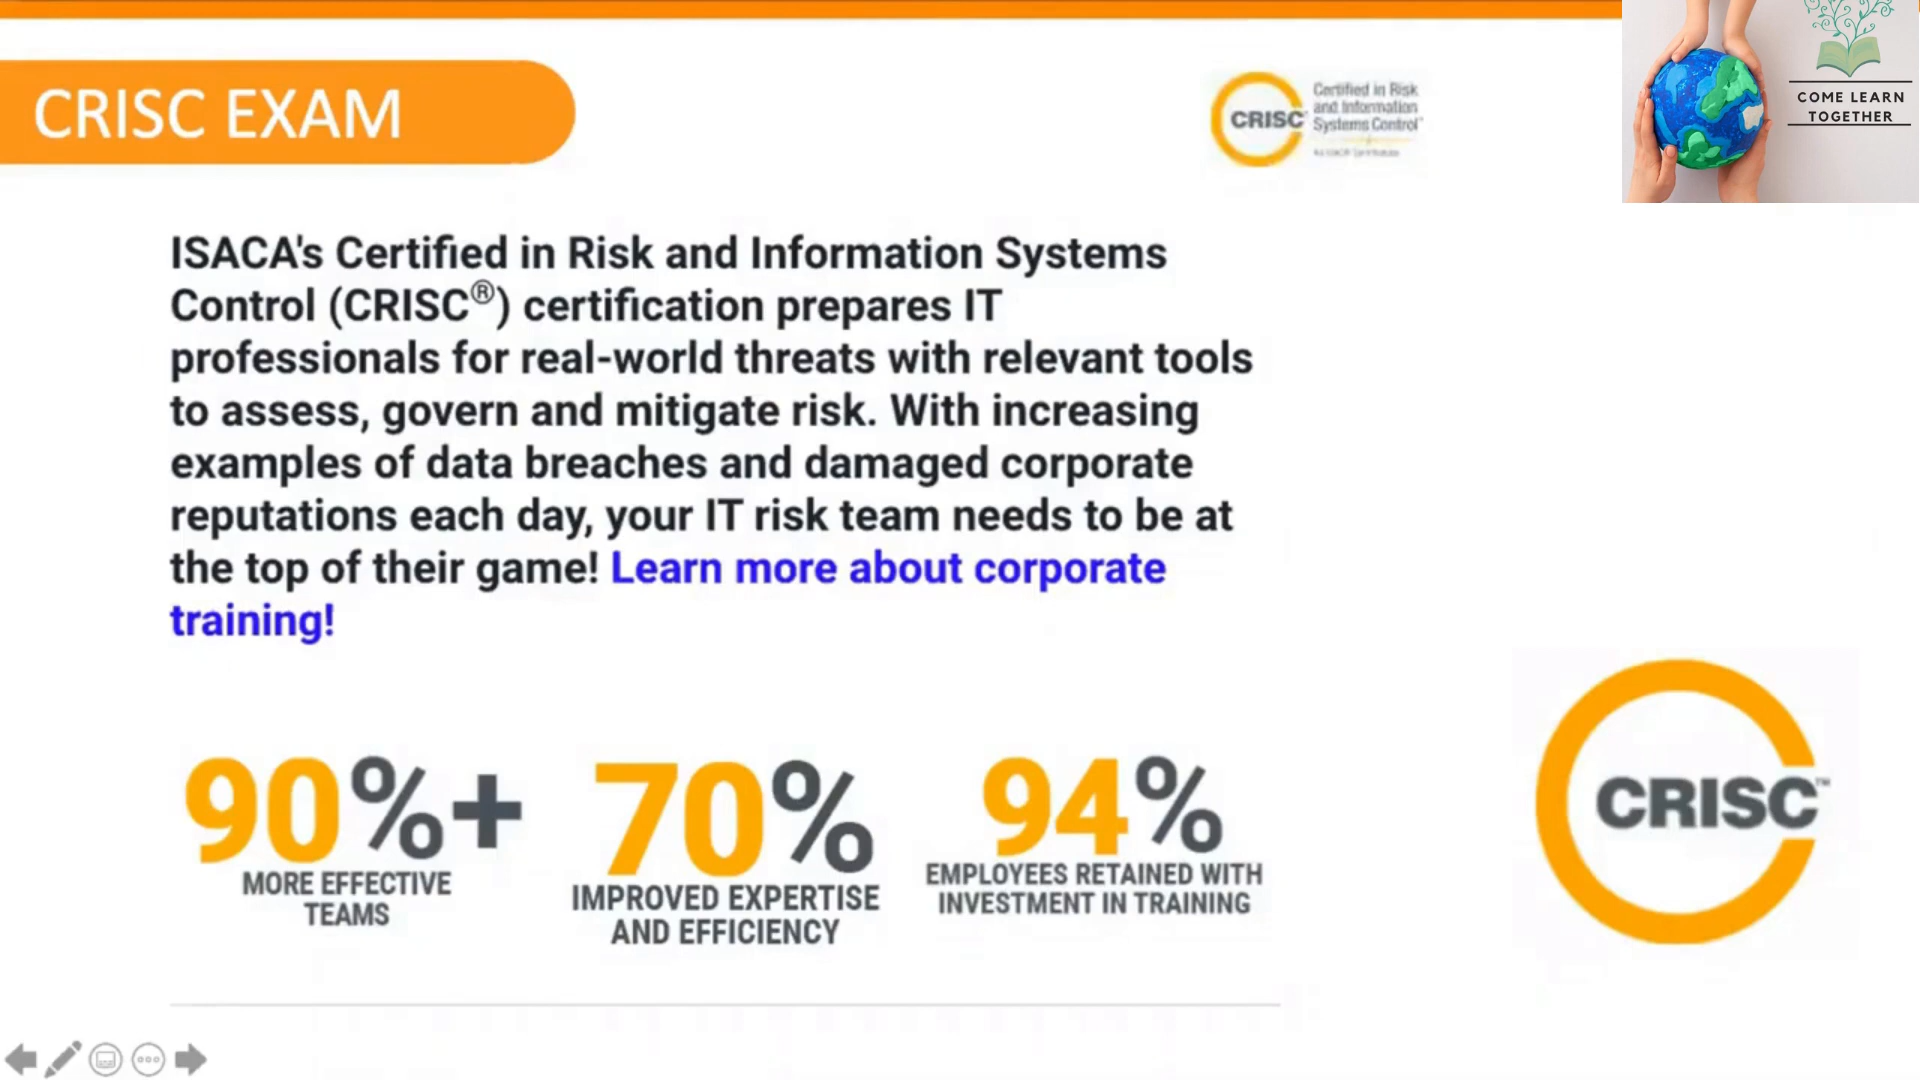 CRISC EXAM
CRISC
Certified in Risk
and Information
Systems Control
COME LEARN
TOGETHER
ISACA's Certified in Risk and Information Systems
Control (CRISC®) certification prepares IT
professionals for real-world threats with relevant tools
to assess, govern and mitigate risk. With increasing
examples of data breaches and damaged corporate
reputations each day, your IT risk team needs to be at
the top of their game! Learn more about corporate
training!
90%+
MORE EFFECTIVE
TEAMS
70%
IMPROVED EXPERTISE
AND EFFICIENCY
94%
EMPLOYEES RETAINED WITH
INVESTMENT IN TRAINING
CRISC™